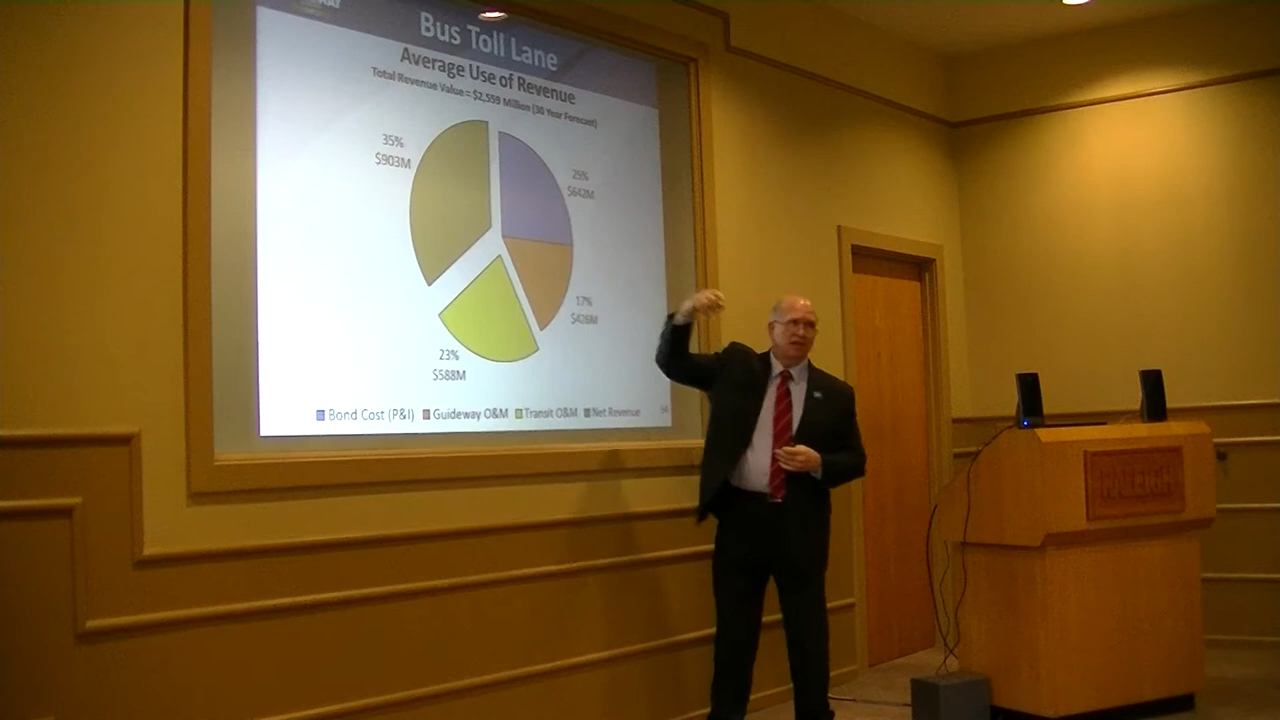 Bus Toll Lane
Average Use of Revenue
Total Revenue Value = $2,559 Million (30 Year Forecast)
35%
$903M
25%
$642M
17%
$426M
23%
$588M
Bond Cost (P&I) Guideway O&M Transit O&M Net Revenue
RALEIGH